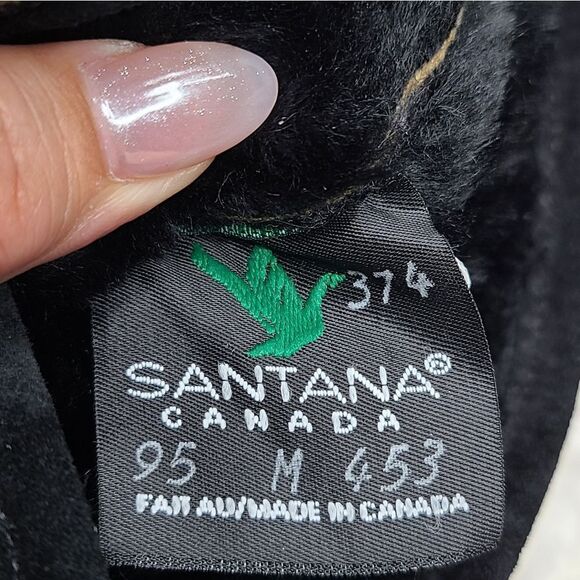 374
SANTANA®
CANADA
95 M 453
FAIT AU/MADE IN CANADA